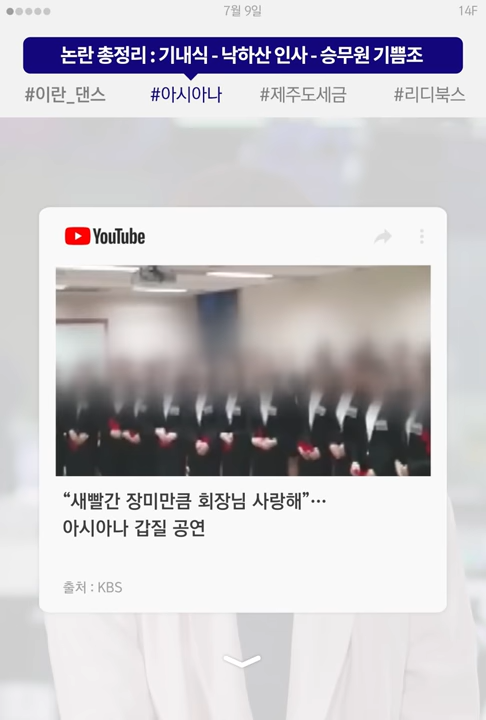 7월 9일
14F
논란 총정리 : 기내식 - 낙하산 인사 - 승무원 기쁨조
#이란_댄스 #아시아나 #제주도세금 #리디북스
YouTube
“새빨간 장미만큼 회장님 사랑해”…
아시아나 갑질 공연
출처 : KBS